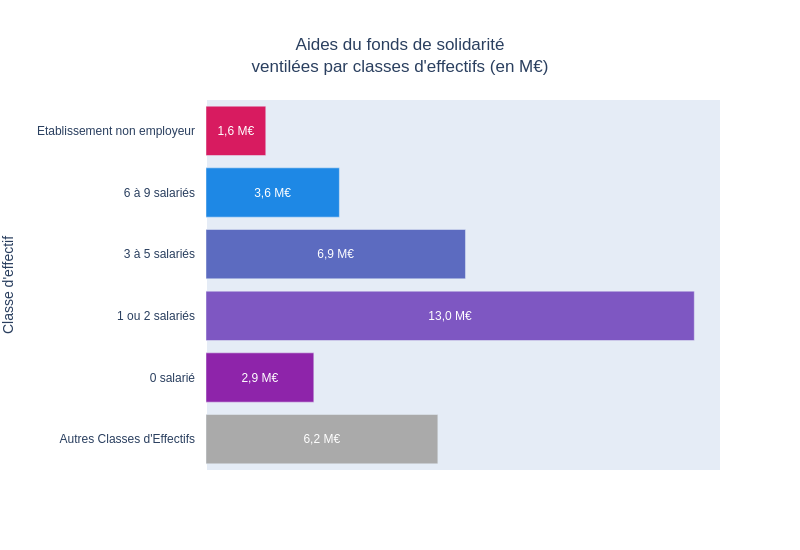 Aides du fonds de solidarité
ventilées par classes d'effectifs (en M€)
Classe d'effectif
Etablissement non employeur
1,6 M€
6 à 9 salariés
3,6 M€
3 à 5 salariés
6,9 M€
1 ou 2 salariés
13,0 M€
0 salarié
2,9 M€
Autres Classes d'Effectifs
6,2 M€